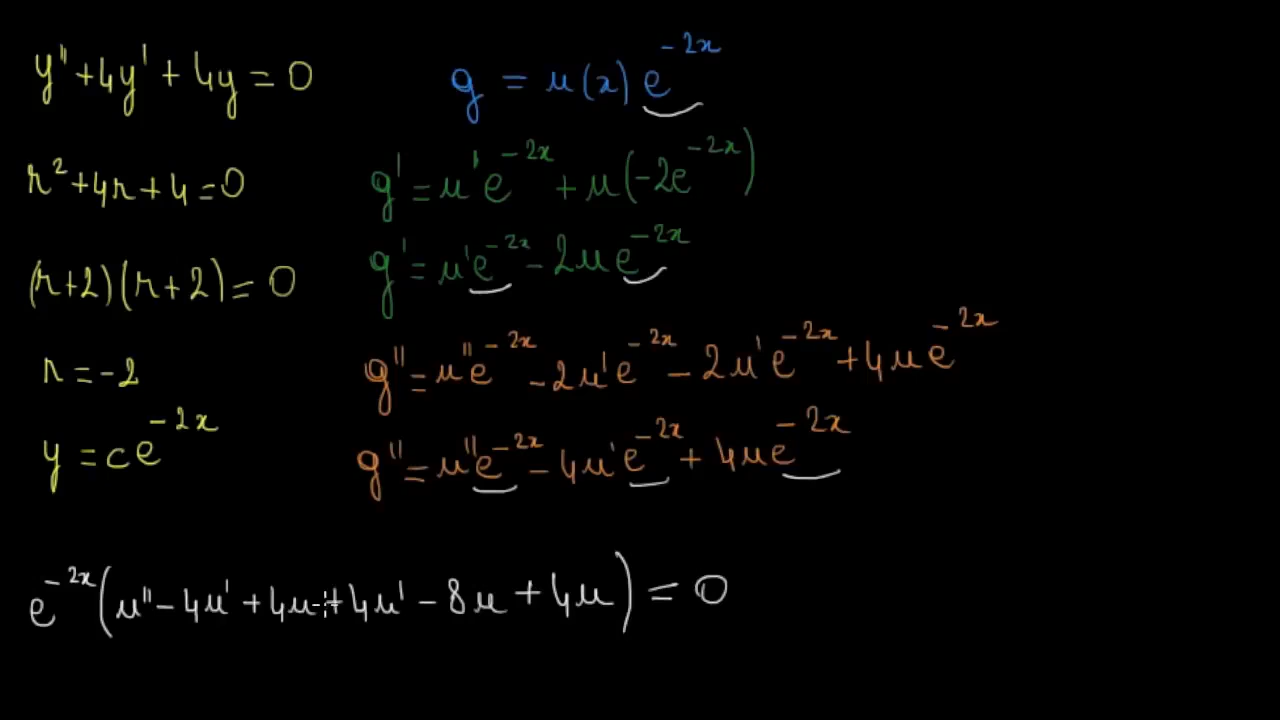 y'' + 4y' + 4y = 0
r² + 4r + 4 = 0
(r+2)(r+2) = 0
r = -2
y = ce^{-2x}
g = u(x) e^{-2x}
g' = u'e^{-2x} + u(-2e^{-2x})
g' = u'e^{-2x} - 2ue^{-2x}
g'' = u''e^{-2x} - 2u'e^{-2x} - 2u'e^{-2x} + 4ue^{-2x}
g'' = u''e^{-2x} - 4u'e^{-2x} + 4ue^{-2x}
e^{-2x}(u'' - 4u' + 4u + 4u' - 8u + 4u) = 0